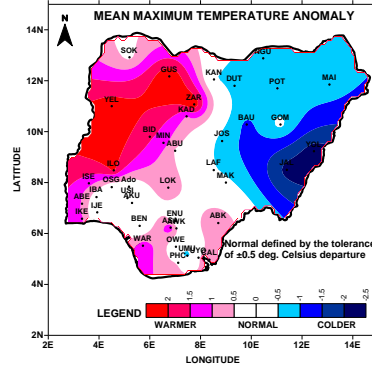 MEAN MAXIMUM TEMPERATURE ANOMALY
14N
12N
10N
8N
6N
4N
2N
LATITUDE
N
SOK
NGU
GUS
KAN
DUT
POT
MAI
YEL
ZAR
KAD
BAU
GOM
BID
MIN
ABU
JOS
YOL
ILO
LAF
JAL
ISE
OSG Ado
LOK
MAK
IBA
USI
ABE
AKU
IKE
IJE
BEN
ENU
ABK
WAR
OWE
UMU
PHC
UYO
CAL
Normal defined by the tolerance
of ±0.5 deg. Celsius departure
LEGEND
2
1.5
1
0.5
0
-0.5
-1
-1.5
-2
-2.5
WARMER
NORMAL
COLDER
2E
4E
6E
8E
10E
12E
14E
LONGITUDE